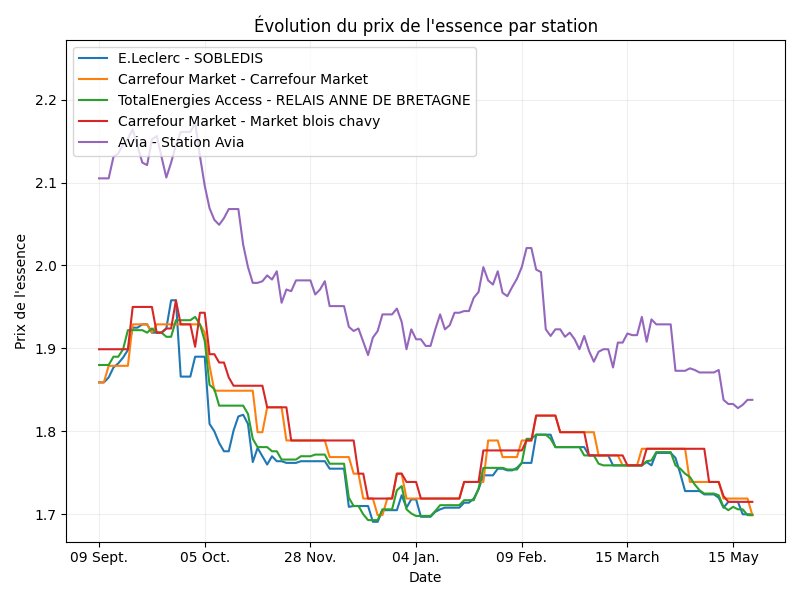 Évolution du prix de l'essence par station
E.Leclerc - SOBLEDIS
Carrefour Market - Carrefour Market
TotalEnergies Access - RELAIS ANNE DE BRETAGNE
Carrefour Market - Market blois chavy
Avia - Station Avia
Prix de l'essence
2.2
2.1
2.0
1.9
1.8
1.7
09 Sept.
05 Oct.
28 Nov.
04 Jan.
09 Feb.
15 March
15 May
Date